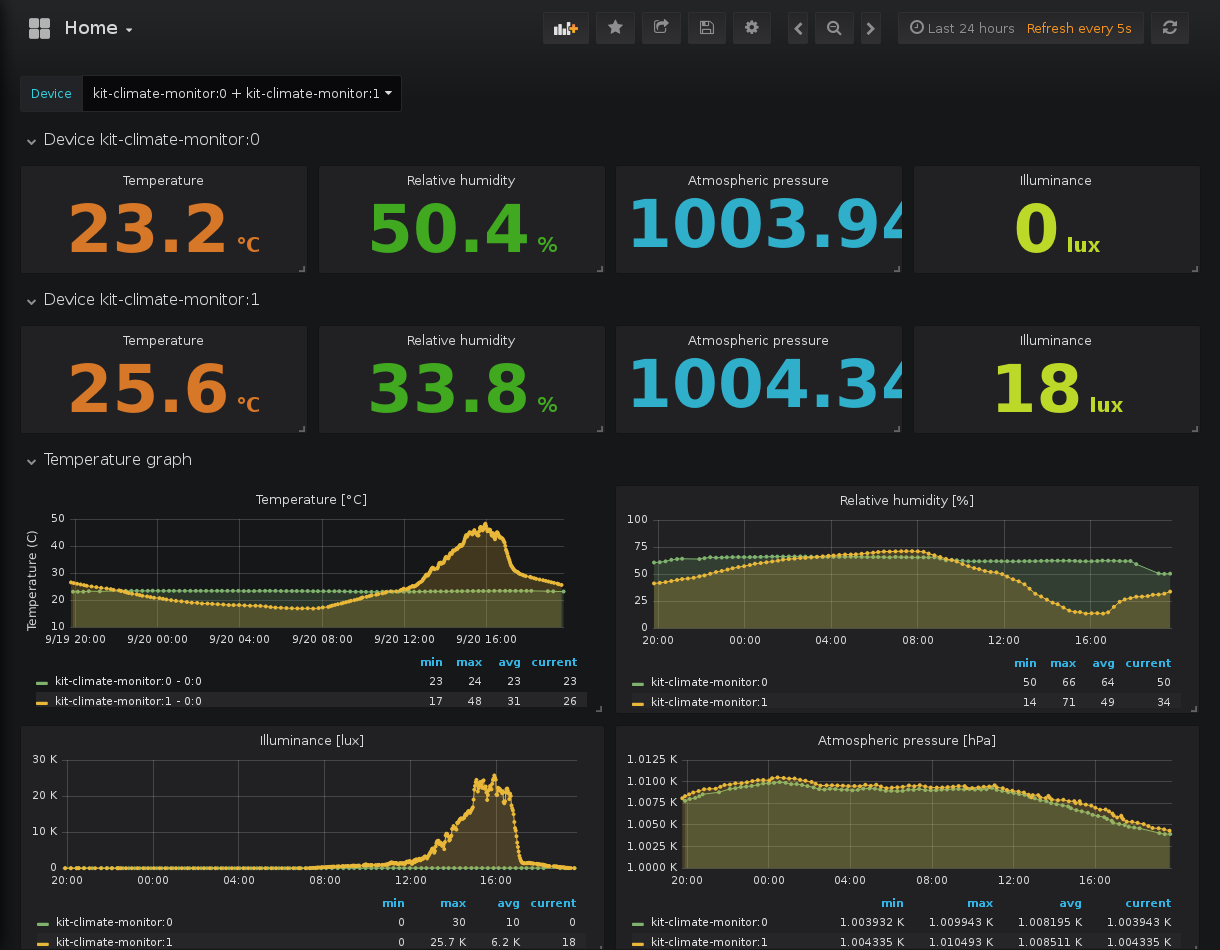 Home
Last 24 hours Refresh every 5s
Device kit-climate-monitor:0 + kit-climate-monitor:1
Device kit-climate-monitor:0
Temperature Relative humidity Atmospheric pressure Illuminance
23.2 °C 50.4 % 1003.94 0 lux
Device kit-climate-monitor:1
Temperature Relative humidity Atmospheric pressure Illuminance
25.6 °C 33.8 % 1004.34 18 lux
Temperature graph
Temperature [°C]
Temperature (C)
50
40
30
20
10
9/19 20:00 9/20 00:00 9/20 04:00 9/20 08:00 9/20 12:00 9/20 16:00
min max avg current
kit-climate-monitor:0 - 0:0 23 24 23 23
kit-climate-monitor:1 - 0:0 17 48 31 26
Relative humidity [%]
100
75
50
25
0
20:00 00:00 04:00 08:00 12:00 16:00
min max avg current
kit-climate-monitor:0 50 66 64 50
kit-climate-monitor:1 14 71 49 34
Illuminance [lux]
30 K
20 K
10 K
0
20:00 00:00 04:00 08:00 12:00 16:00
min max avg current
kit-climate-monitor:0 0 30 10 0
kit-climate-monitor:1 0 25.7 K 6.2 K 18
Atmospheric pressure [hPa]
1.0125 K
1.0100 K
1.0075 K
1.0050 K
1.0025 K
1.0000 K
20:00 00:00 04:00 08:00 12:00 16:00
min max avg current
kit-climate-monitor:0 1.003932 K 1.009943 K 1.008195 K 1.003943 K
kit-climate-monitor:1 1.004335 K 1.010493 K 1.008511 K 1.004335 K